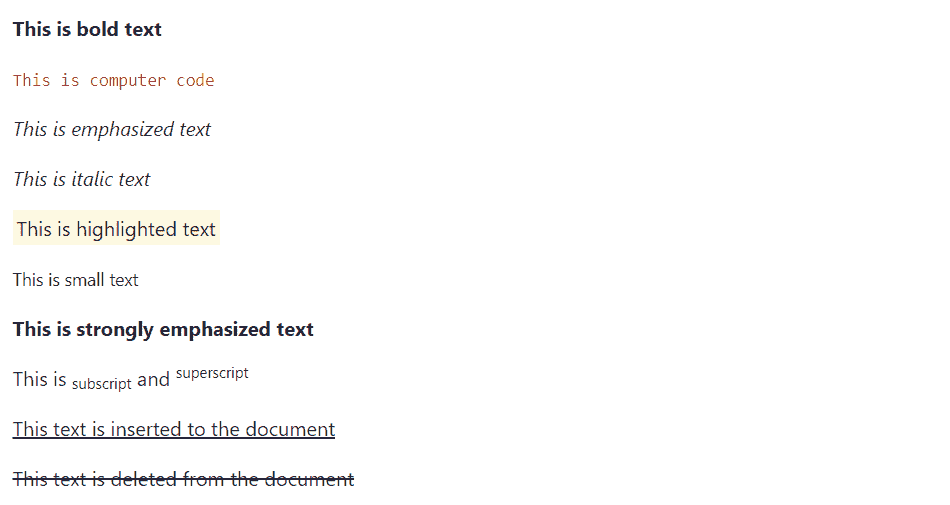 This is bold text
This is computer code
This is emphasized text
This is italic text
This is highlighted text
This is small text
This is strongly emphasized text
This is subscript and superscript
This text is inserted to the document
This text is deleted from the document